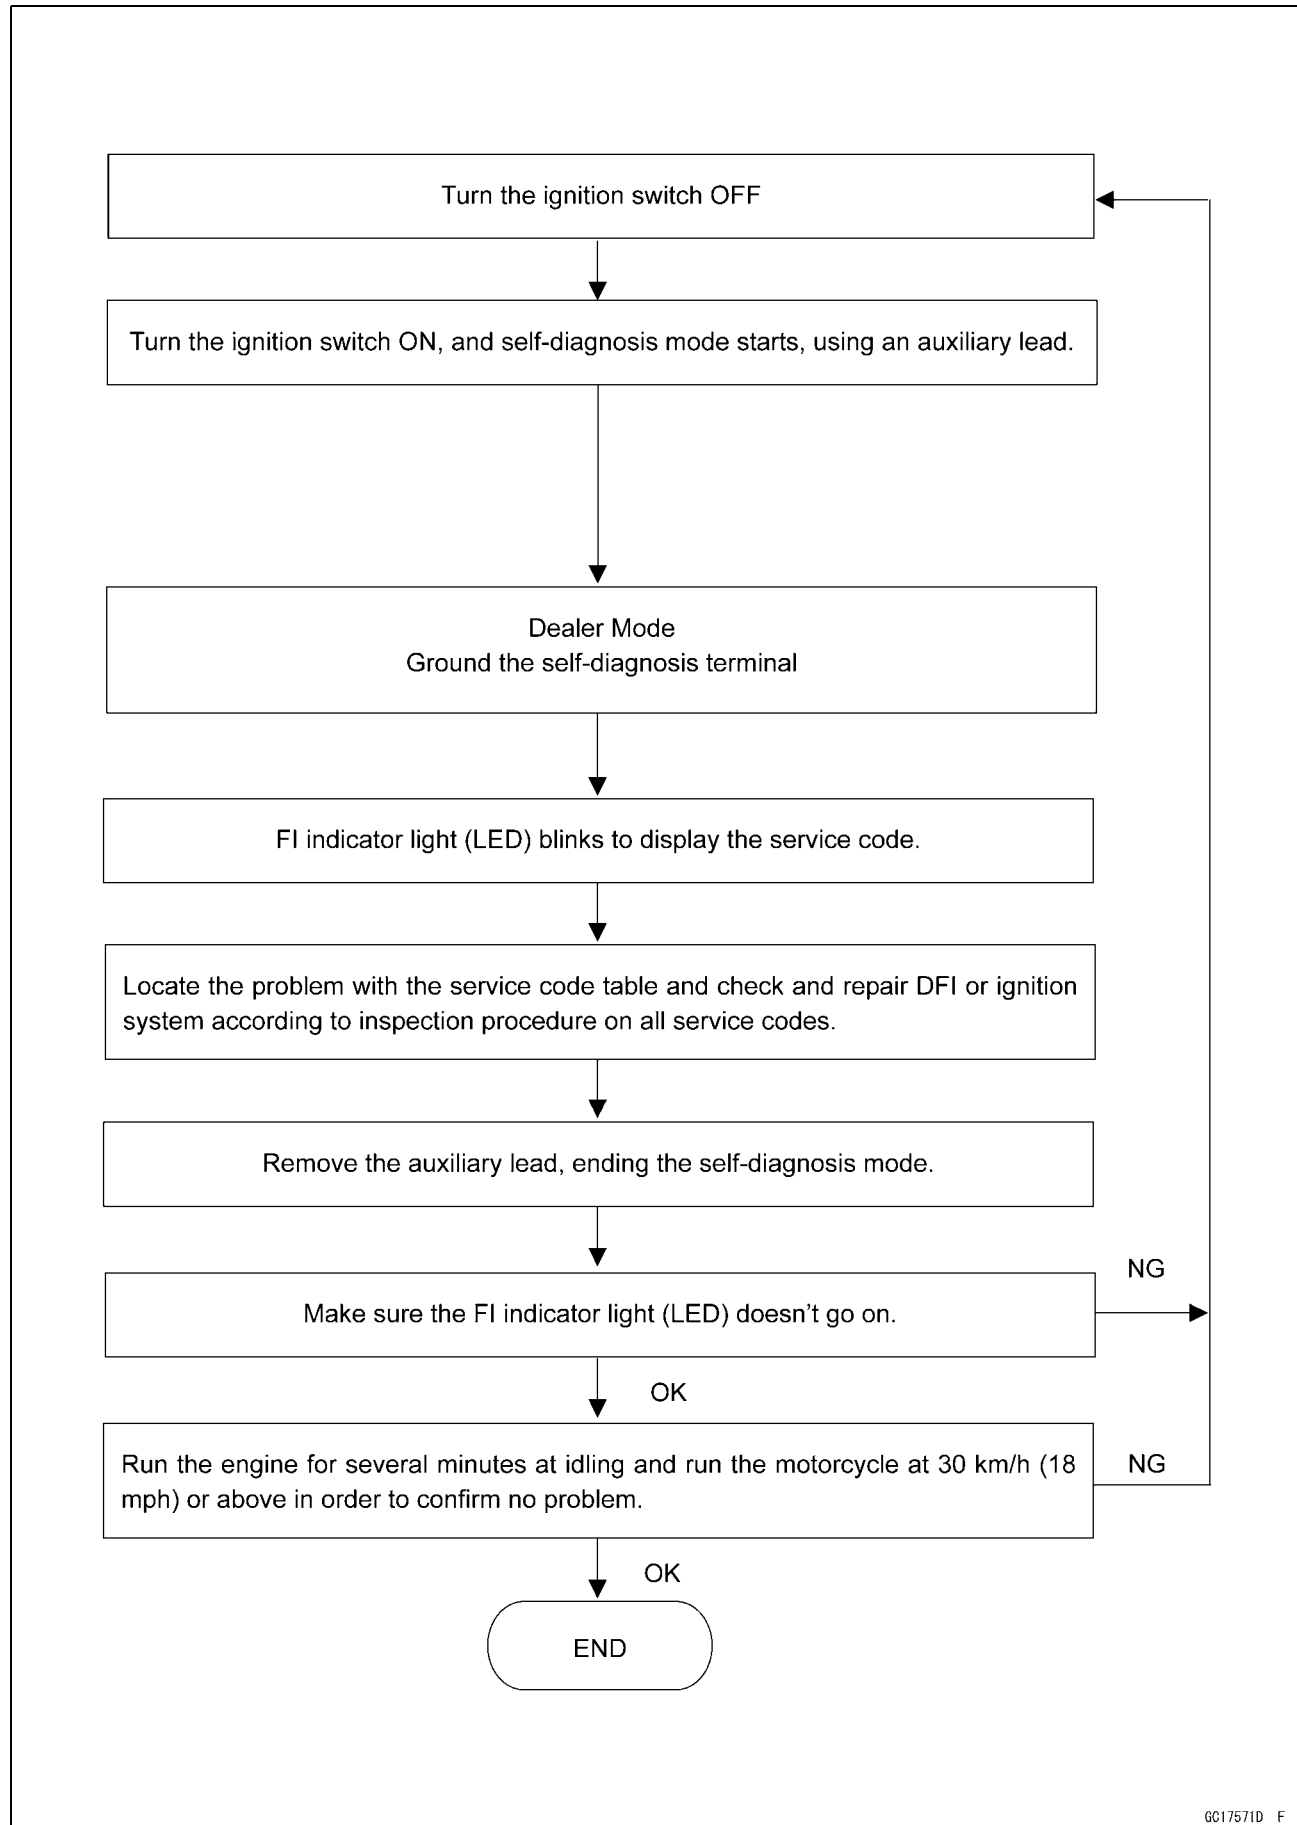 Turn the ignition switch OFF
Turn the ignition switch ON, and self-diagnosis mode starts, using an auxiliary lead.
Dealer Mode
Ground the self-diagnosis terminal
FI indicator light (LED) blinks to display the service code.
Locate the problem with the service code table and check and repair DFI or ignition
system according to inspection procedure on all service codes.
Remove the auxiliary lead, ending the self-diagnosis mode.
NG
Make sure the FI indicator light (LED) doesn't go on.
OK
Run the engine for several minutes at idling and run the motorcycle at 30 km/h (18
mph) or above in order to confirm no problem.
NG
OK
END
GC17571D F